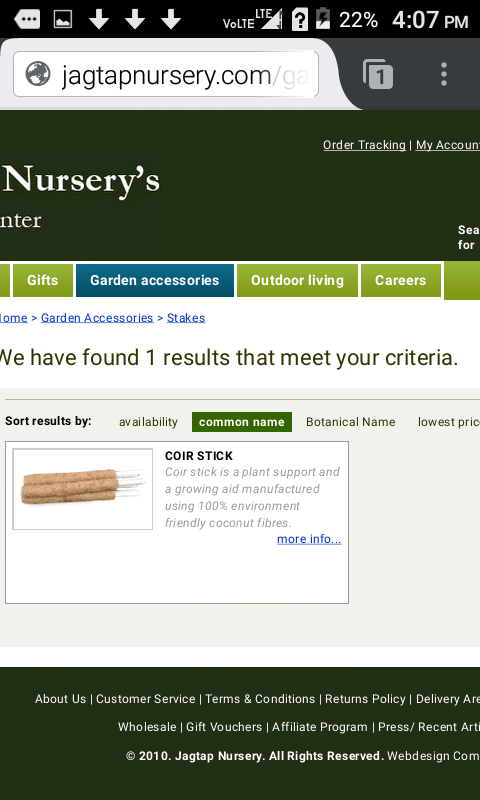 VoLTE LTE 22% 4:07 PM
jagtapnursery.com/ga
1
Order Tracking | My Accoun
Nursery's
nter
Sea
for
Gifts Garden accessories Outdoor living Careers
ome > Garden Accessories > Stakes
We have found 1 results that meet your criteria.
Sort results by: availability common name Botanical Name lowest pric
COIR STICK
Coir stick is a plant support and
a growing aid manufactured
using 100% environment
friendly coconut fibres.
more info...
About Us | Customer Service | Terms & Conditions | Returns Policy | Delivery Are
Wholesale | Gift Vouchers | Affiliate Program | Press/ Recent Arti
© 2010. Jagtap Nursery. All Rights Reserved. Webdesign Com